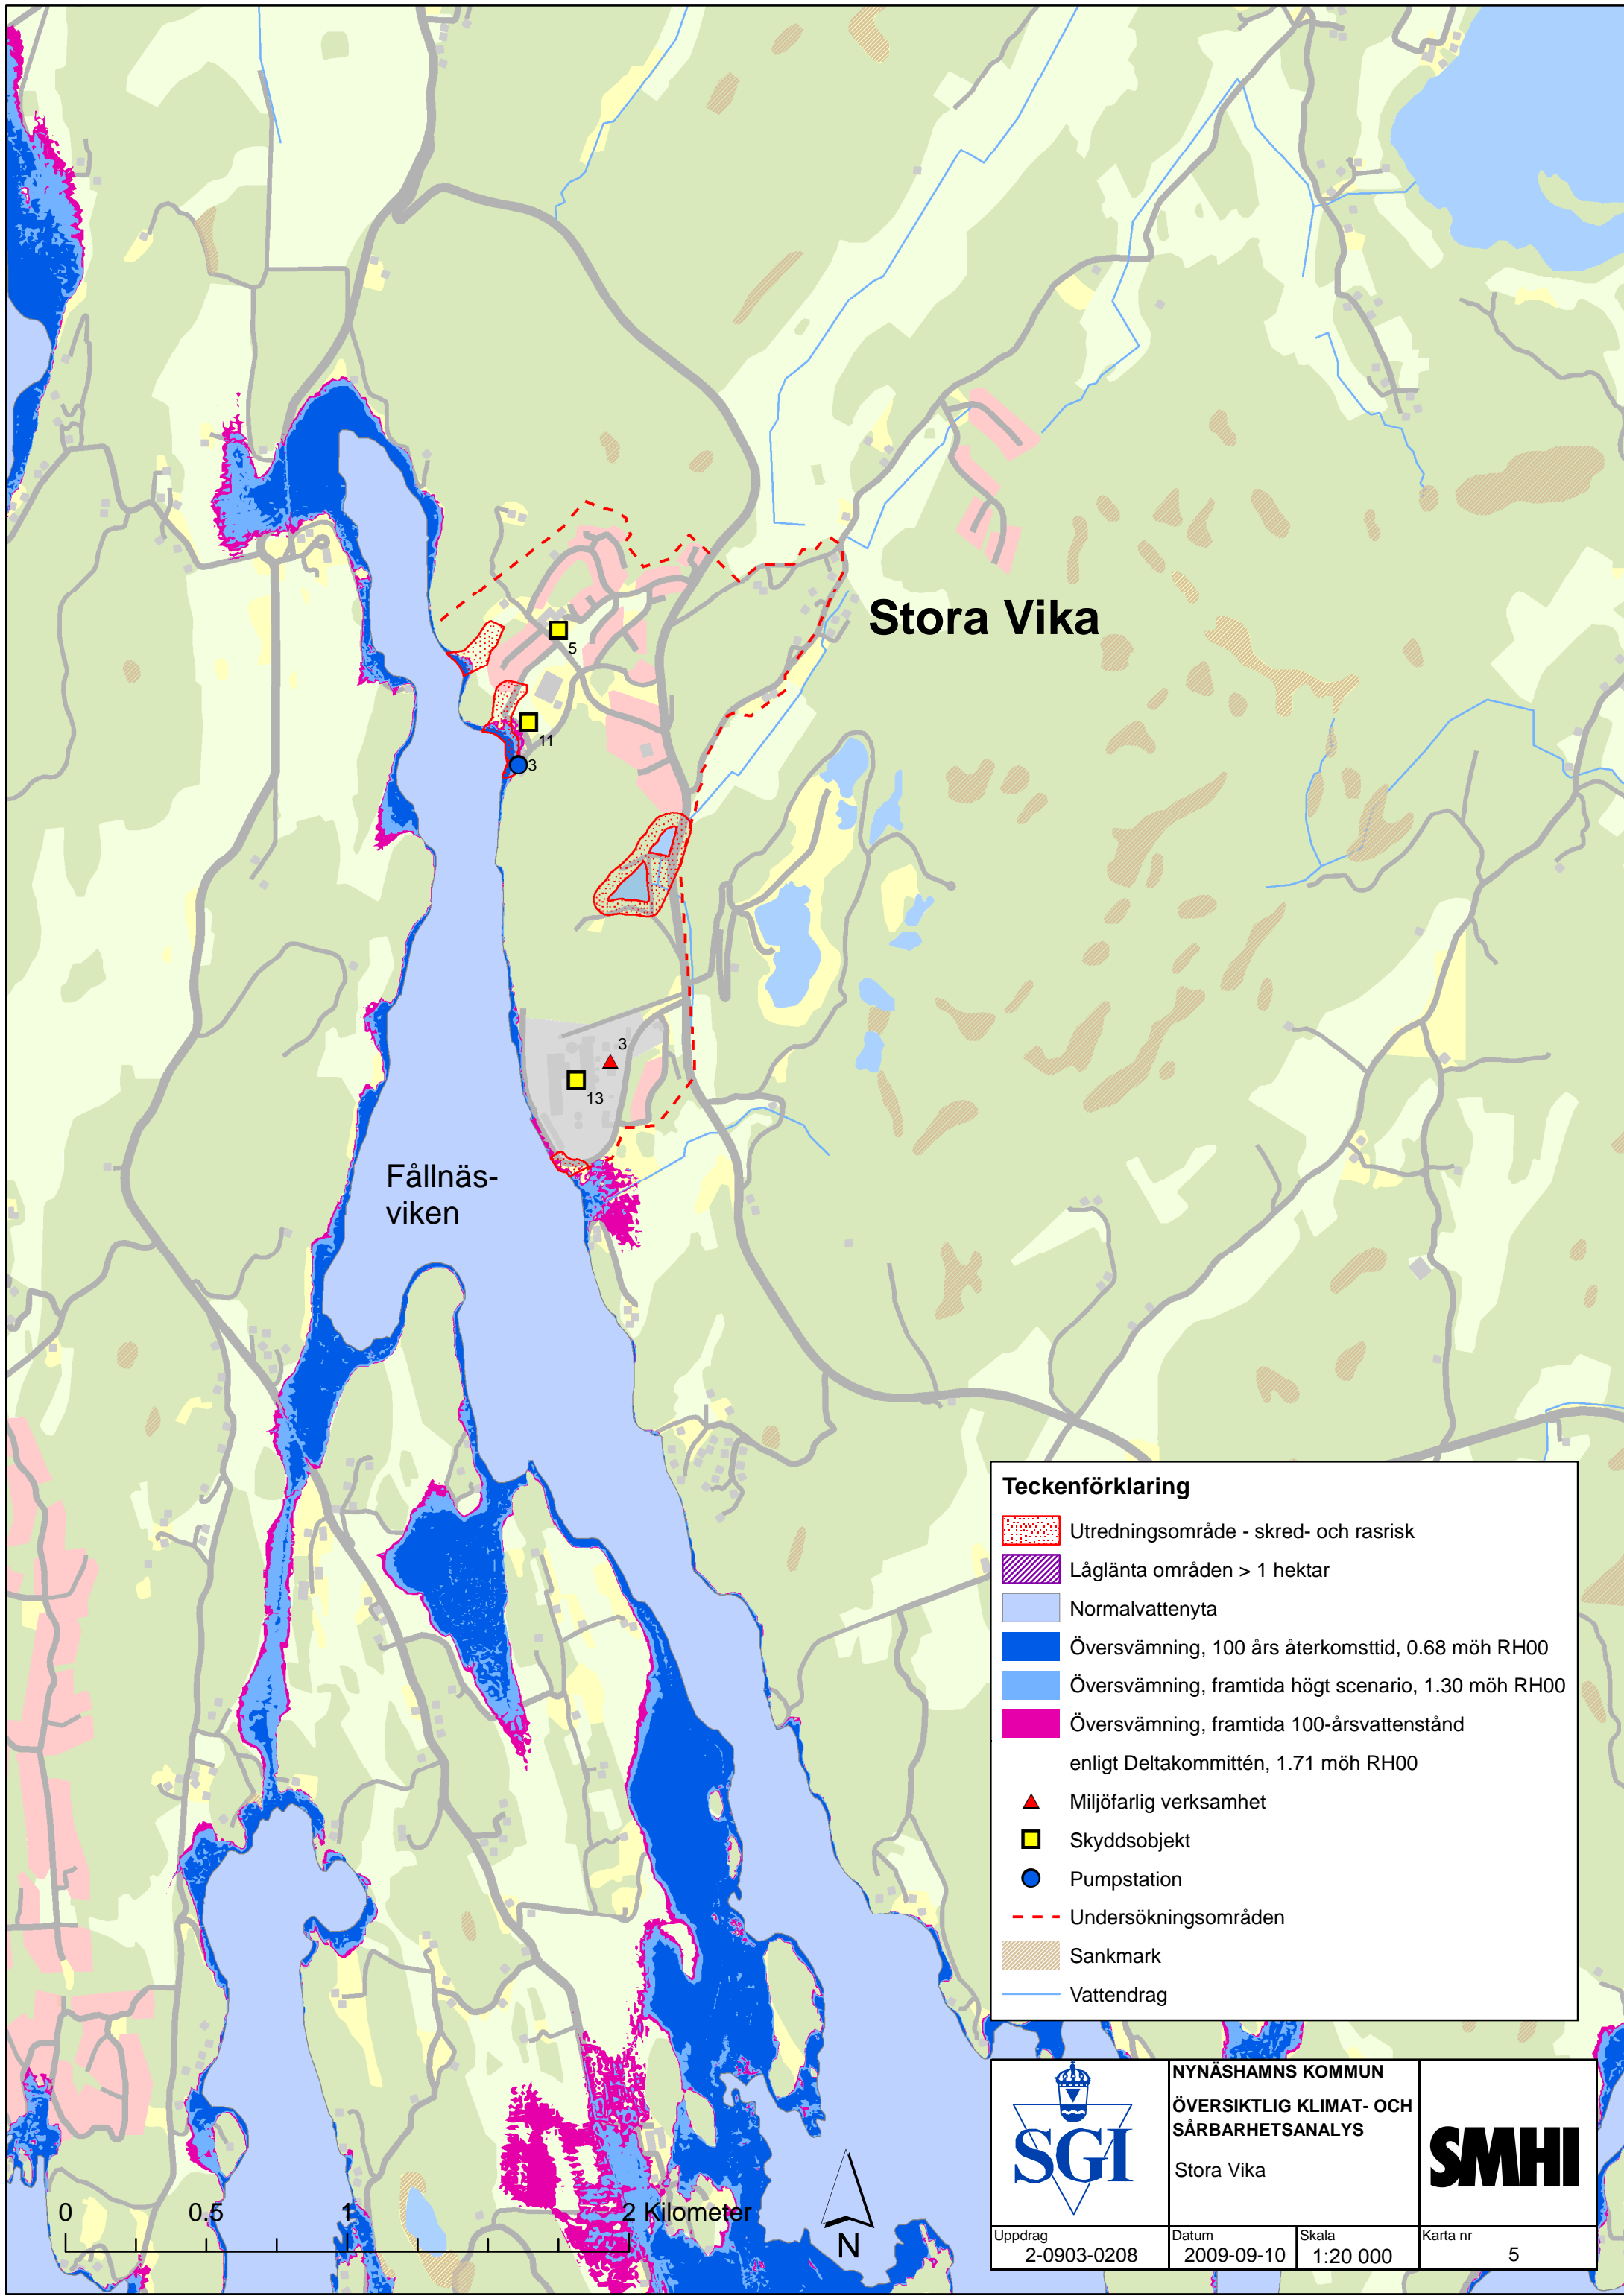 Stora Vika
5
11
3
3
13
Fållnäs-
viken
Teckenförklaring
Utredningsområde - skred- och rasrisk
Låglänta områden > 1 hektar
Normalvattenyta
Översvämning, 100 års återkomsttid, 0.68 möh RH00
Översvämning, framtida högt scenario, 1.30 möh RH00
Översvämning, framtida 100-årsvattenstånd
enligt Deltakommittén, 1.71 möh RH00
Miljöfarlig verksamhet
Skyddsobjekt
Pumpstation
Undersökningsområden
Sankmark
Vattendrag
0 0.5 1 2 Kilometer
N
SGI
NYNÄSHAMNS KOMMUN
ÖVERSIKTLIG KLIMAT- OCH
SÅRBARHETSANALYS
Stora Vika
SMHI
Uppdrag
2-0903-0208
Datum
2009-09-10
Skala
1:20 000
Karta nr
5